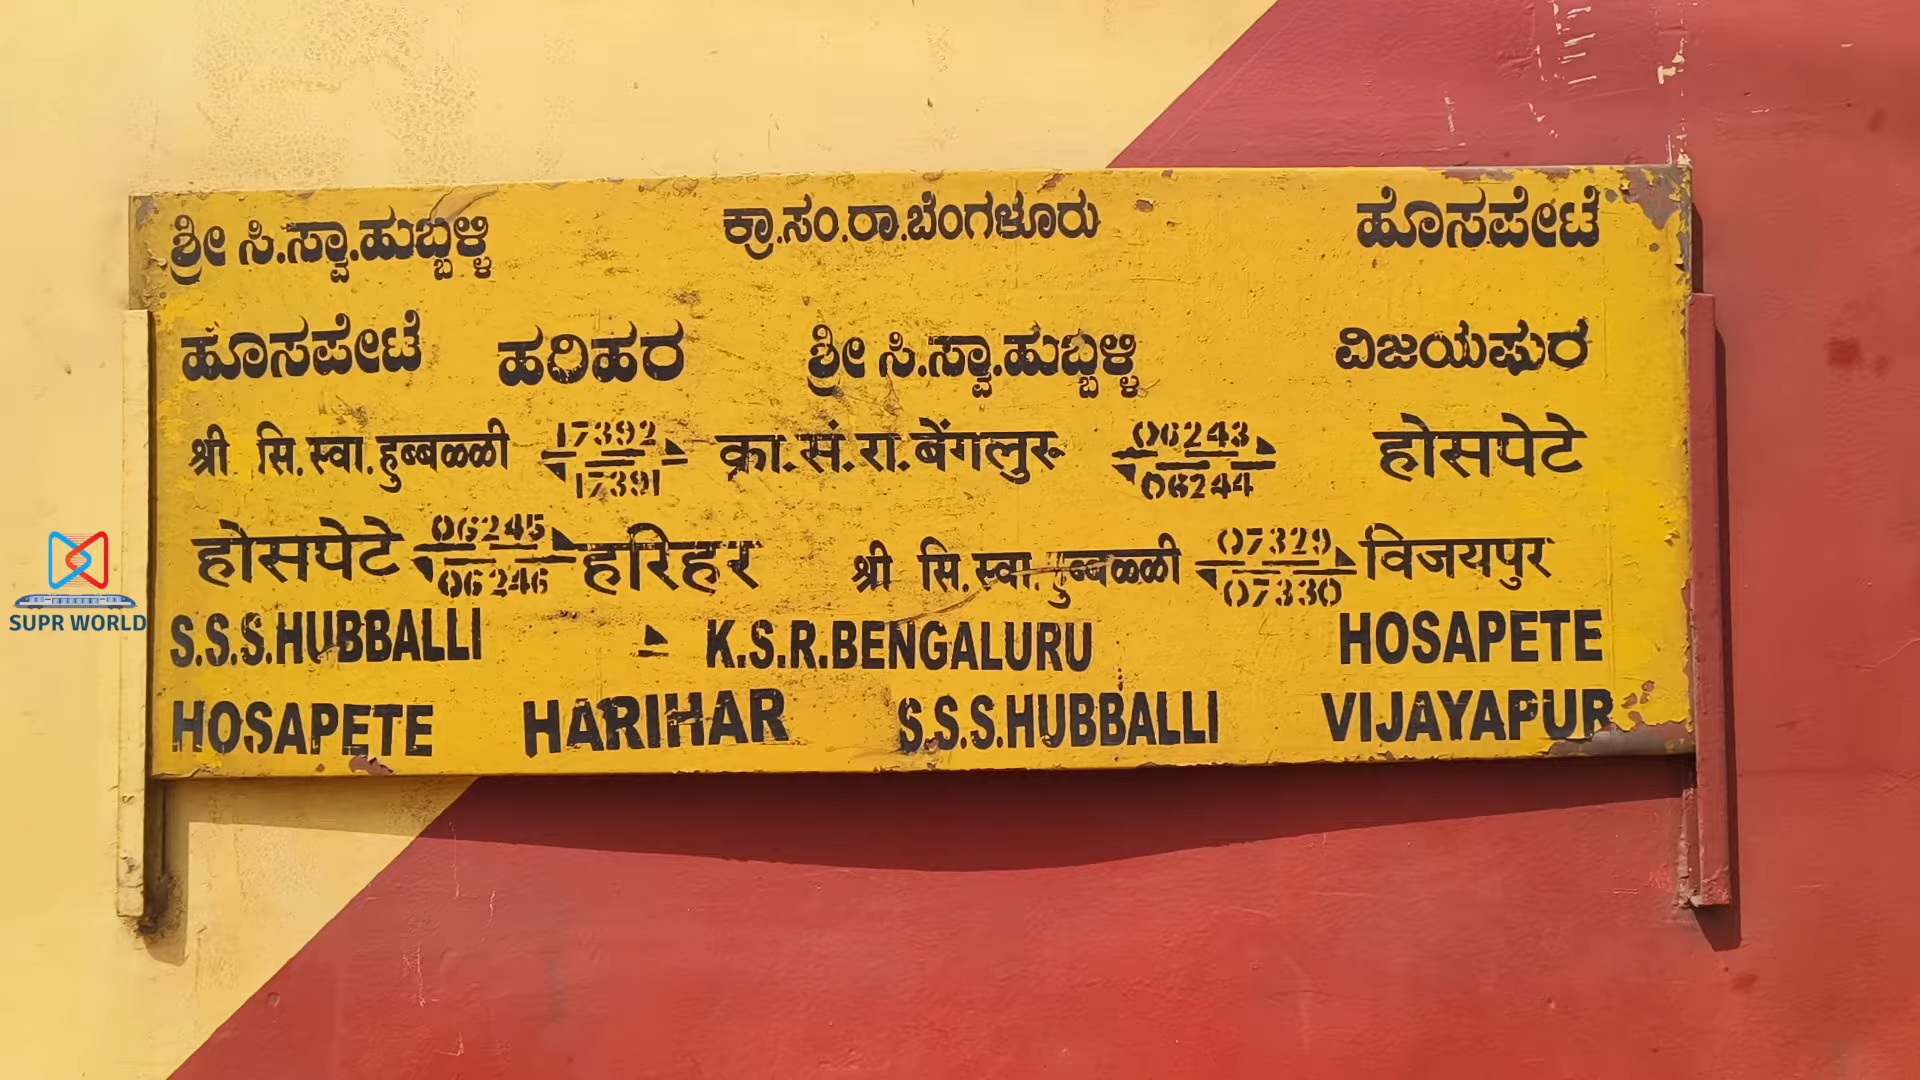 ಶ್ರೀ ಸಿ.ಸ್ವಾ.ಹುಬ್ಬಳ್ಳಿ ಕ್ರಾ.ಸಂ.ರಾ.ಬೆಂಗಳೂರು ಹೊಸಪೇಟೆ
ಹೊಸಪೇಟೆ ಹರಿಹರ ಶ್ರೀ ಸಿ.ಸ್ವಾ.ಹುಬ್ಬಳ್ಳಿ ವಿಜಯಪುರ
श्री सि.स्वा.हुब्बळ्ळी 17392 17391 क्रा.सं.रा.बेंगलुरु 06243 06244 होसपेटे
होसपेटे 06245 06246 हरिहर श्री सि.स्वा.हुब्बळ्ळी 07329 07330 विजयपुर
S.S.S.HUBBALLI K.S.R.BENGALURU HOSAPETE
HOSAPETE HARIHAR S.S.S.HUBBALLI VIJAYAPUR
SUPR WORLD